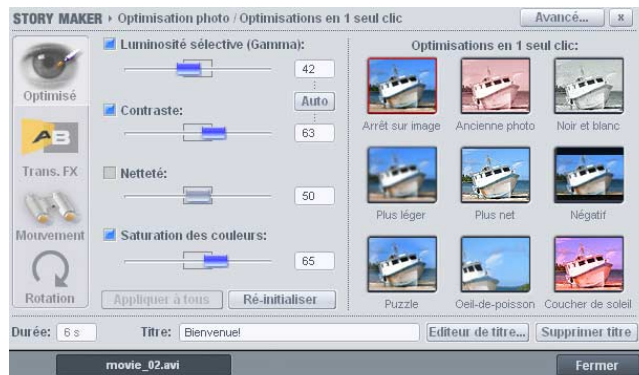 STORY MAKER ▸ Optimisation photo / Optimisations en 1 seul clic
Avancé... x
Optimisé
Trans. FX
Mouvement
Rotation
Luminosité sélective (Gamma):
42
Auto
Contraste:
63
Netteté:
50
Saturation des couleurs:
65
Appliquer à tous Ré-initialiser
Optimisations en 1 seul clic:
Arrêt sur image Ancienne photo Noir et blanc
Plus léger Plus net Négatif
Puzzle Oeil-de-poisson Coucher de soleil
Durée: 6 s Titre: Bienvenue! Editeur de titre... Supprimer titre
movie_02.avi Fermer